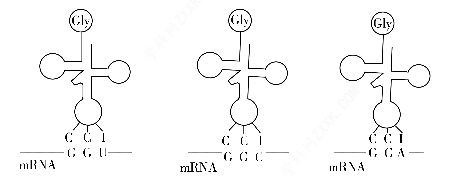 Gly Gly Gly
C C I C C I C C I
G G U G G C G G A
mRNA mRNA mRNA